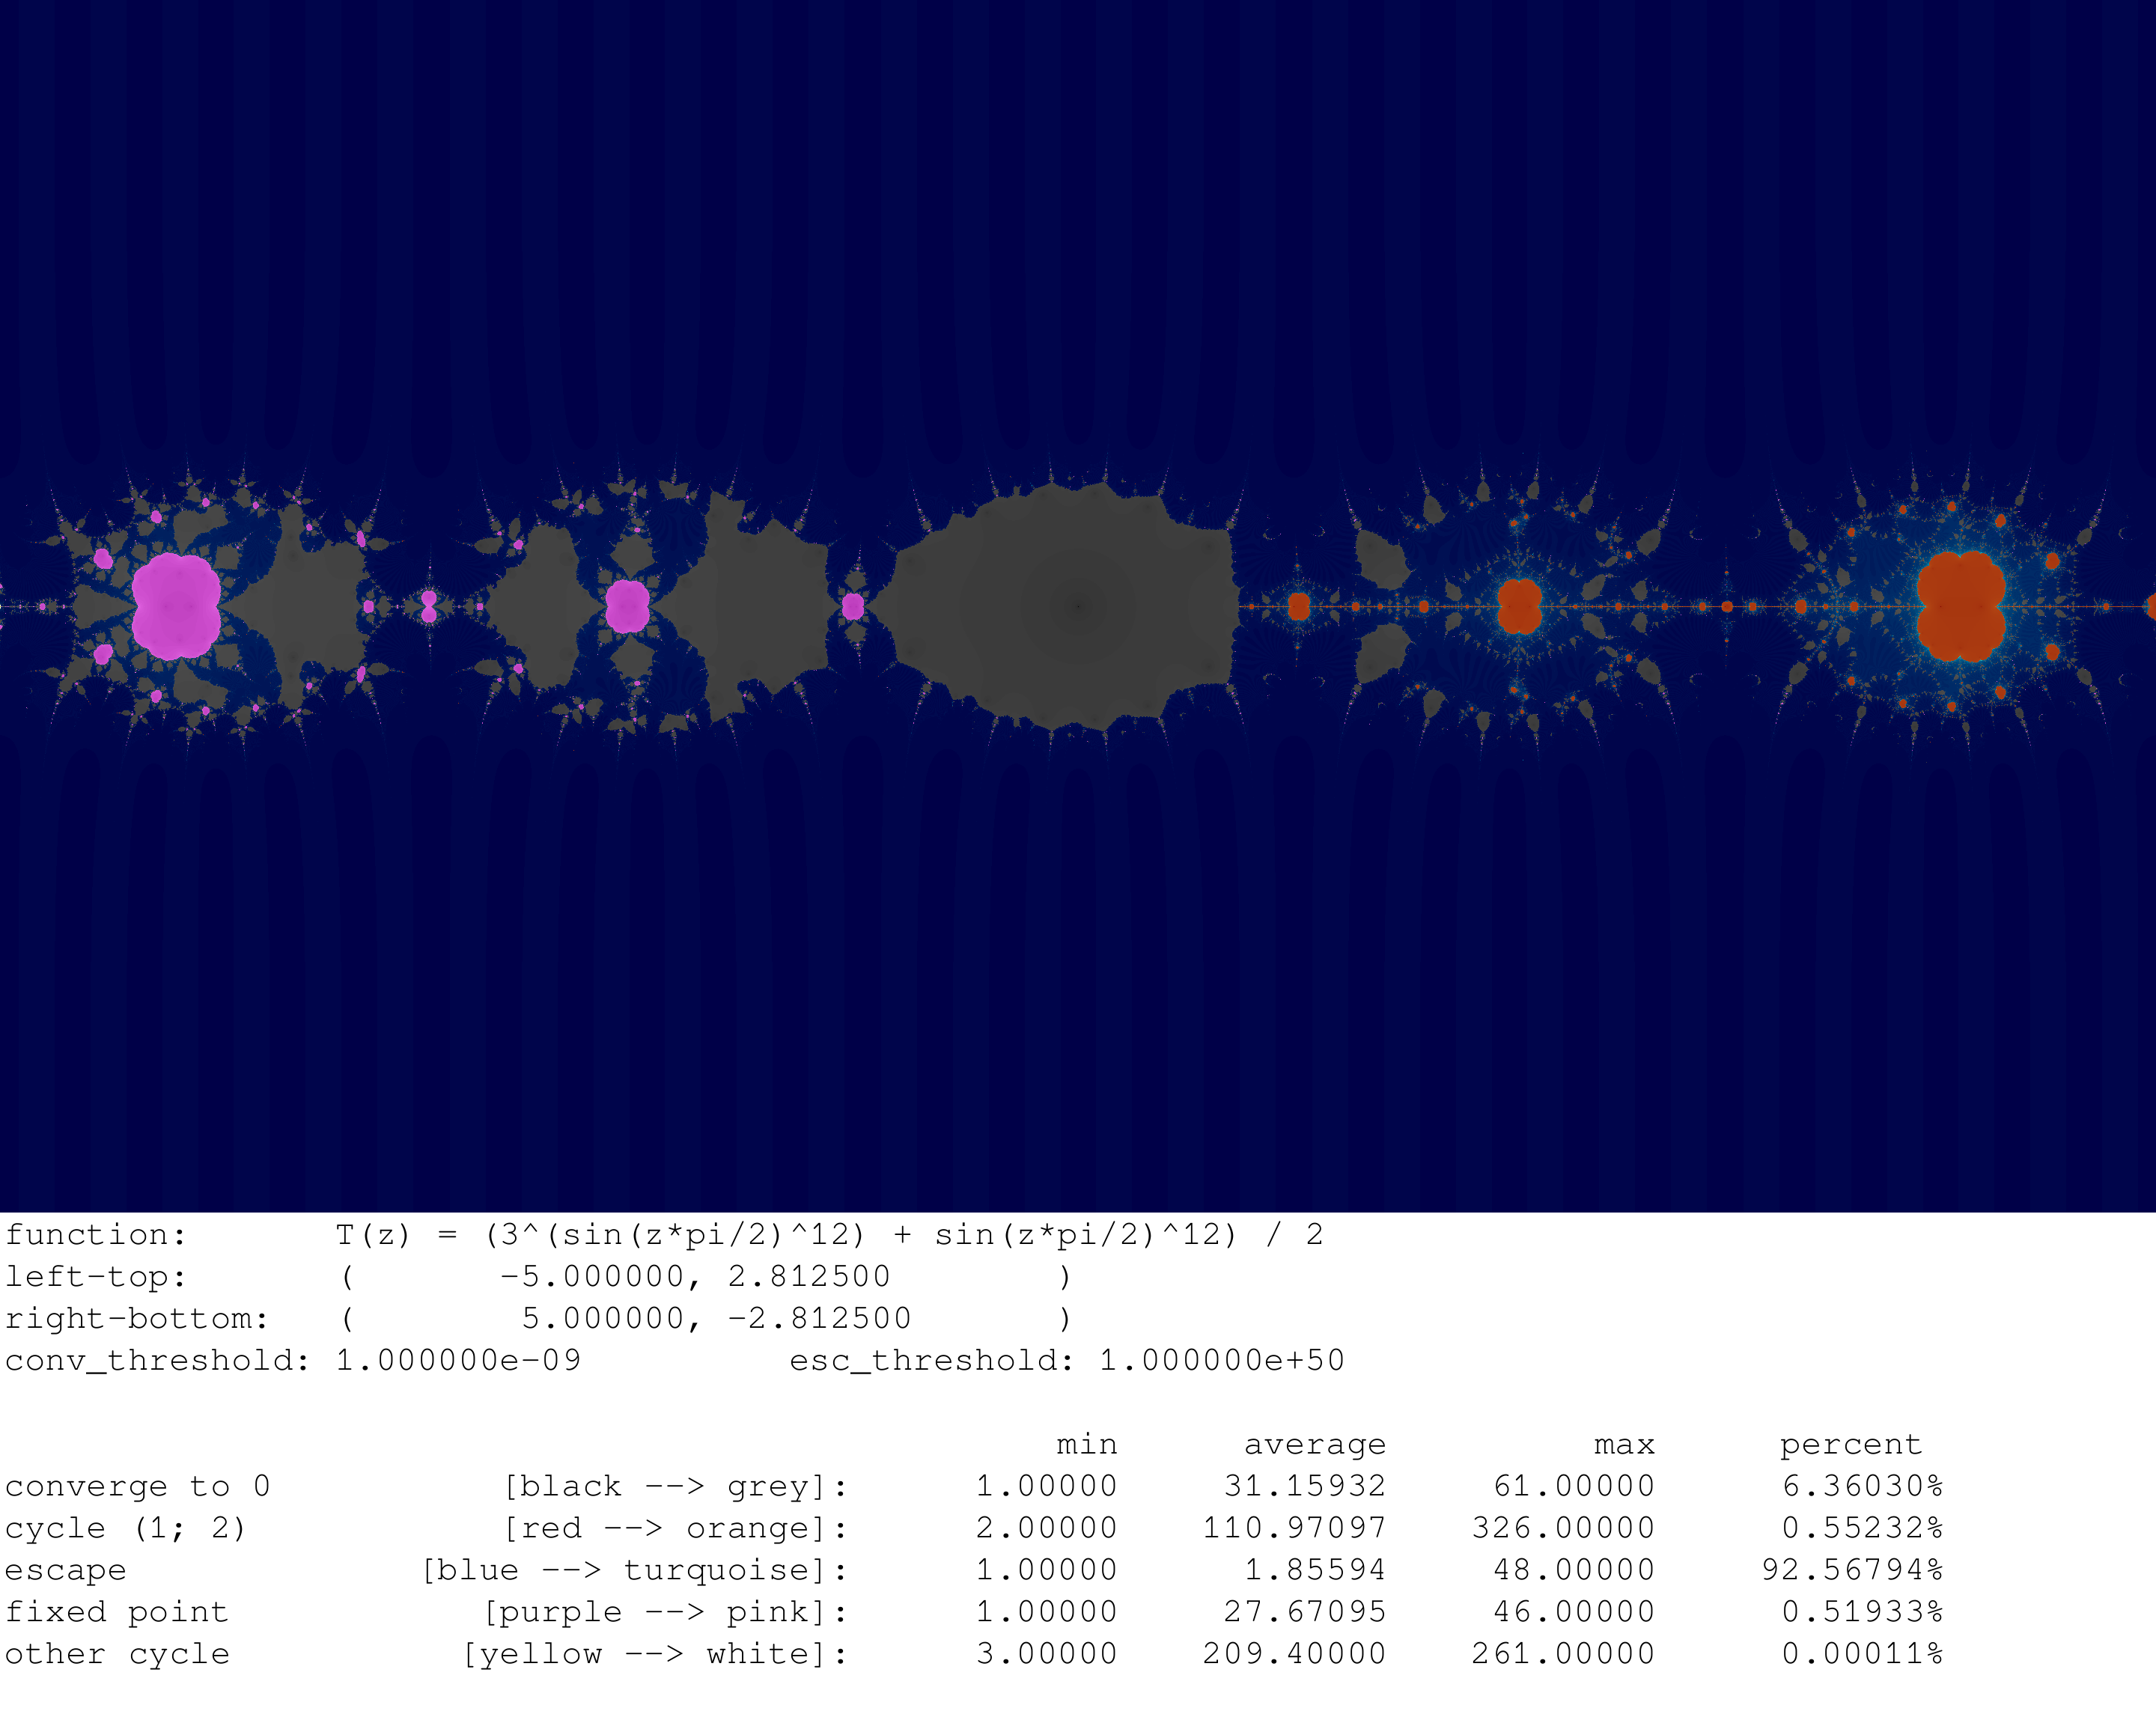 function: T(z) = (3^(sin(z*pi/2)^12) + sin(z*pi/2)^12) / 2
left-top: ( -5.000000, 2.812500 )
right-bottom: ( 5.000000, -2.812500 )
conv_threshold: 1.000000e-09 esc_threshold: 1.000000e+50
min average max percent
converge to 0 [black --> grey]: 1.00000 31.15932 61.00000 6.36030%
cycle (1; 2) [red --> orange]: 2.00000 110.97097 326.00000 0.55232%
escape [blue --> turquoise]: 1.00000 1.85594 48.00000 92.56794%
fixed point [purple --> pink]: 1.00000 27.67095 46.00000 0.51933%
other cycle [yellow --> white]: 3.00000 209.40000 261.00000 0.00011%